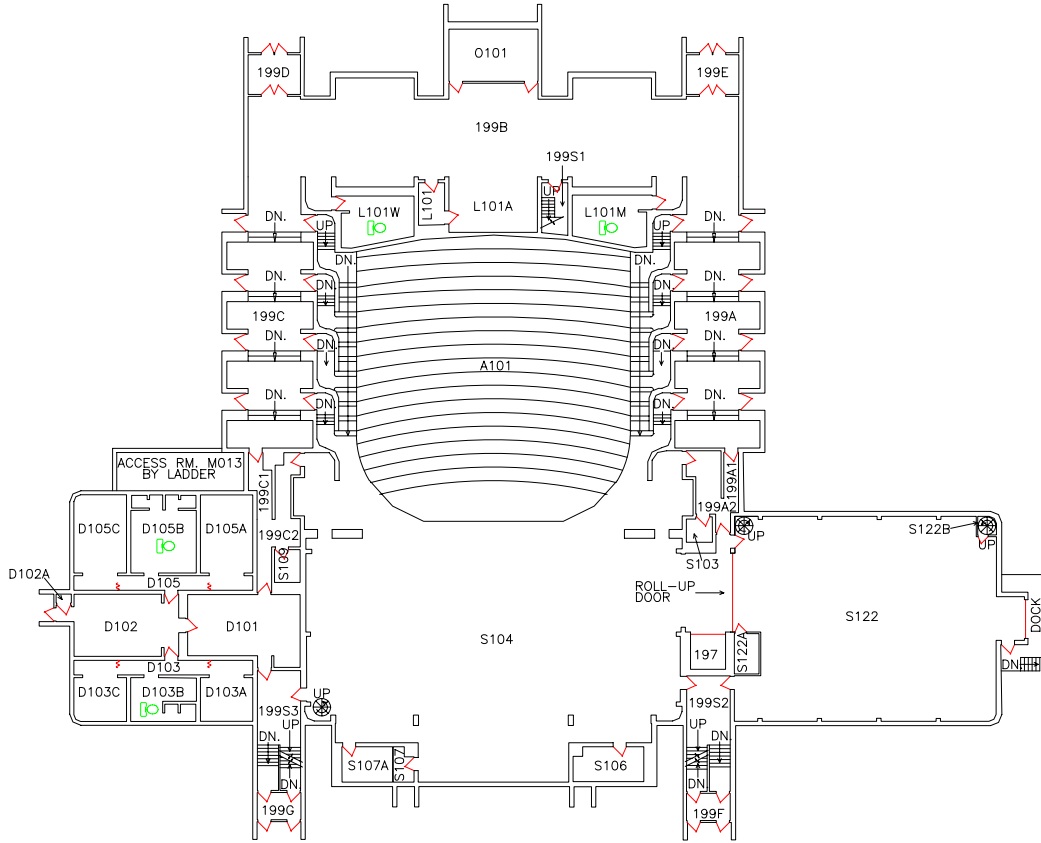 O101
199D
199E
199B
199S1
UP
L101
L101A
L101W
L101M
DN.
UP
UP
DN.
DN.
DN.
DN.
DN.
DN.
DN.
199C
199A
DN.
DN.
DN.
DN.
A101
DN.
DN.
DN.
DN.
ACCESS RM. M013
BY LADDER
199C1
199A1
199A2
D105C
D105B
D105A
199C2
S109
S103
UP
S122B
UP
D102A
D105
ROLL-UP
DOOR
DOCK
D102
D101
S104
S122
197
S122A
D103
DN.
D103C
D103B
D103A
UP
199S3
199S2
UP
UP
DN.
DN.
S107A
S107
S106
DN.
DN.
199G
199F